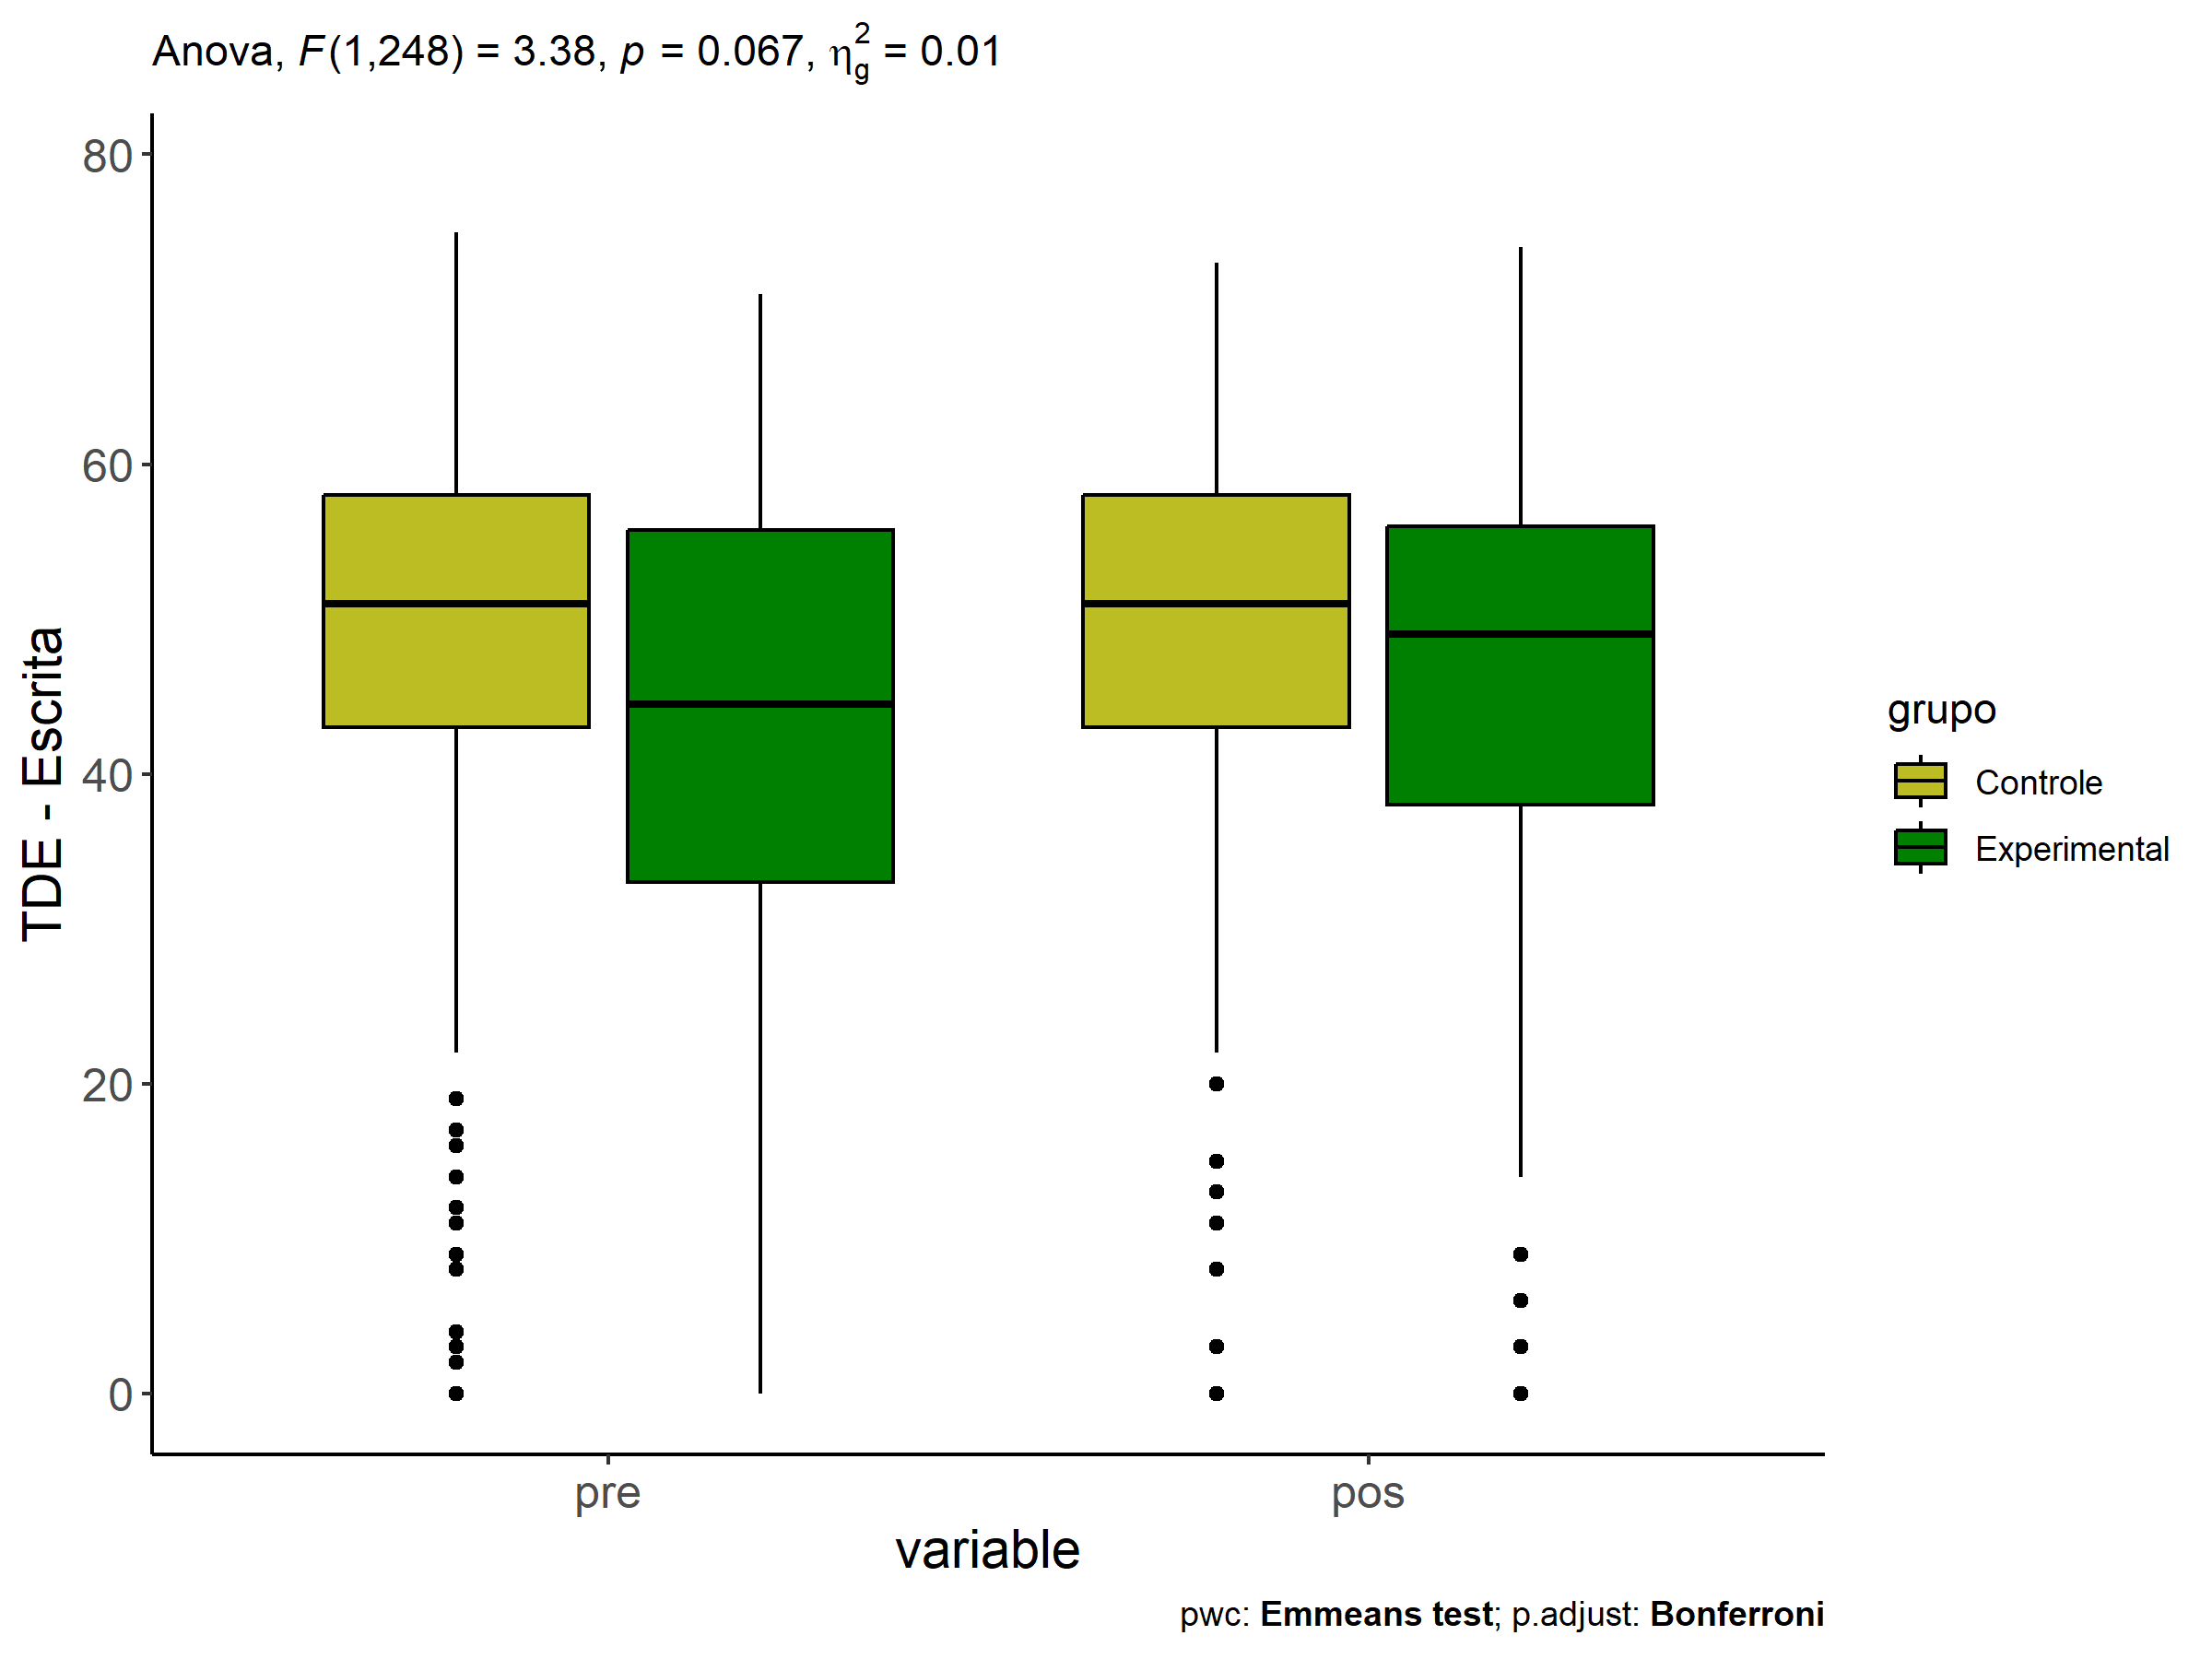 Anova, F(1,248) = 3.38, p = 0.067, η²g = 0.01
80
60
40
20
0
TDE - Escrita
pre
pos
variable
grupo
Controle
Experimental
pwc: Emmeans test; p.adjust: Bonferroni